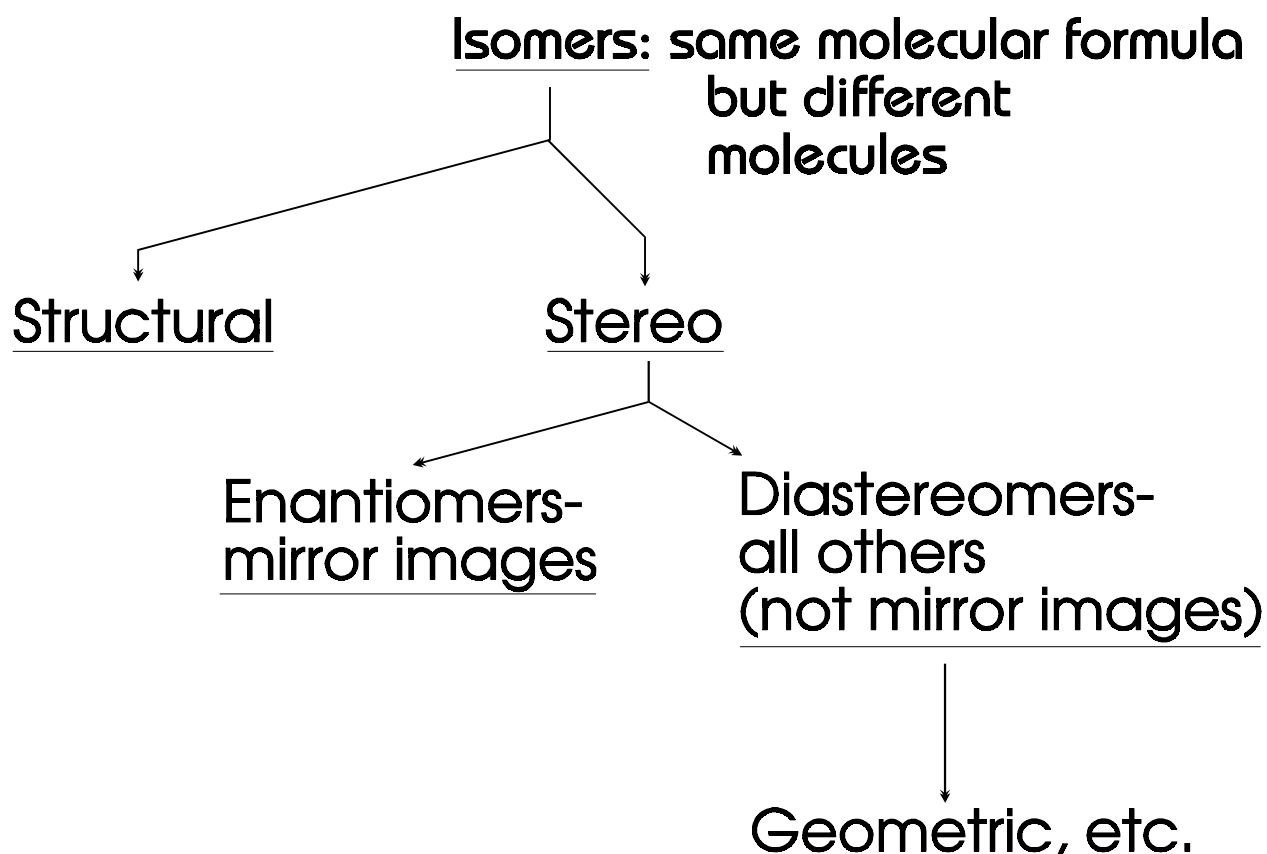 Isomers: same molecular formula
but different
molecules
Structural
Stereo
Enantiomers-
mirror images
Diastereomers-
all others
(not mirror images)
Geometric, etc.